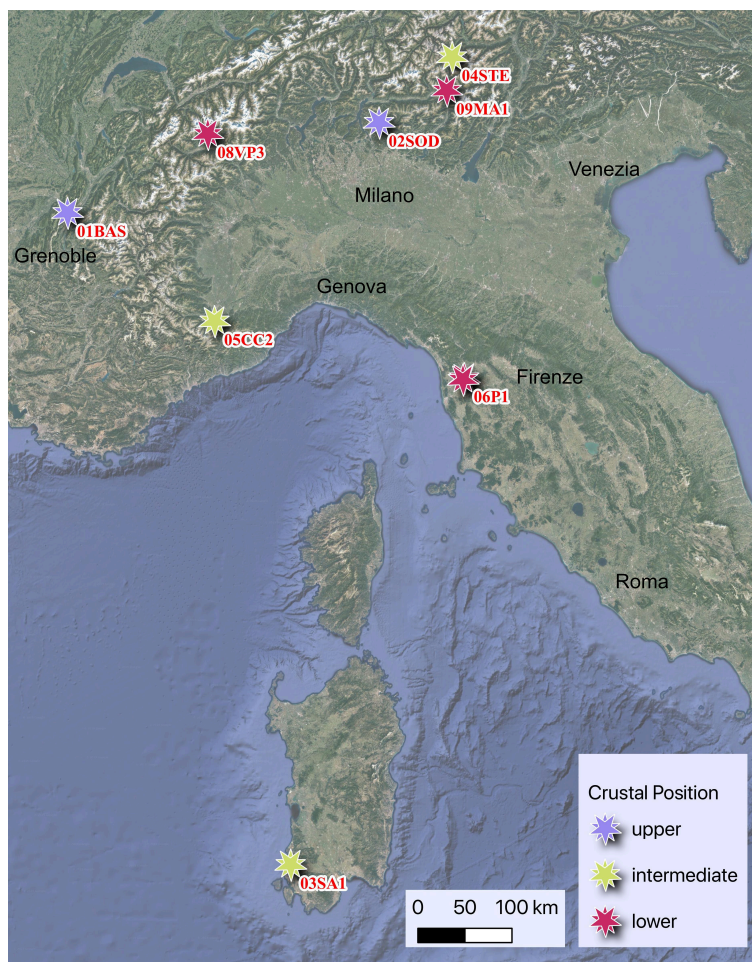 04STE
09MA1
02SOD
08VP3
Venezia
Milano
01BAS
Grenoble
Genova
05CC2
Firenze
06P1
Roma
03SA1
Crustal Position
upper
intermediate
lower
0 50 100 km